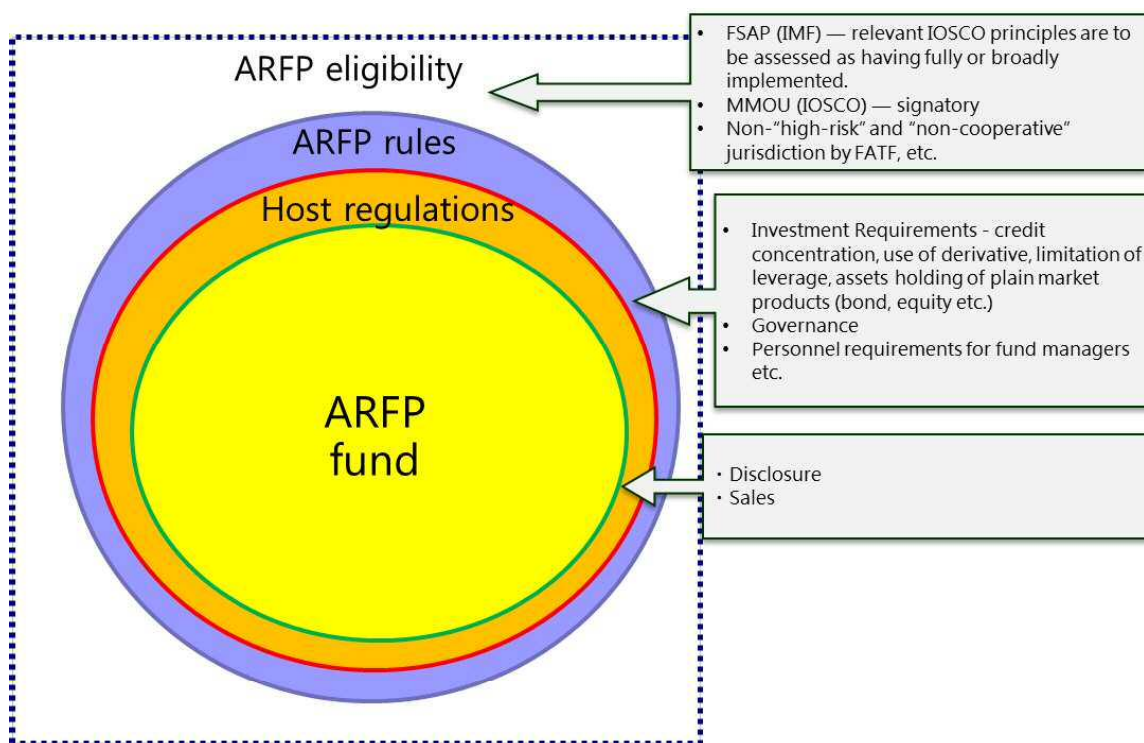 ARFP eligibility
ARFP rules
Host regulations
ARFP
fund
• FSAP (IMF) — relevant IOSCO principles are to
be assessed as having fully or broadly
implemented.
• MMOU (IOSCO) — signatory
• Non-“high-risk” and “non-cooperative”
jurisdiction by FATF, etc.
• Investment Requirements - credit
concentration, use of derivative, limitation of
leverage, assets holding of plain market
products (bond, equity etc.)
• Governance
• Personnel requirements for fund managers
etc.
・Disclosure
・Sales